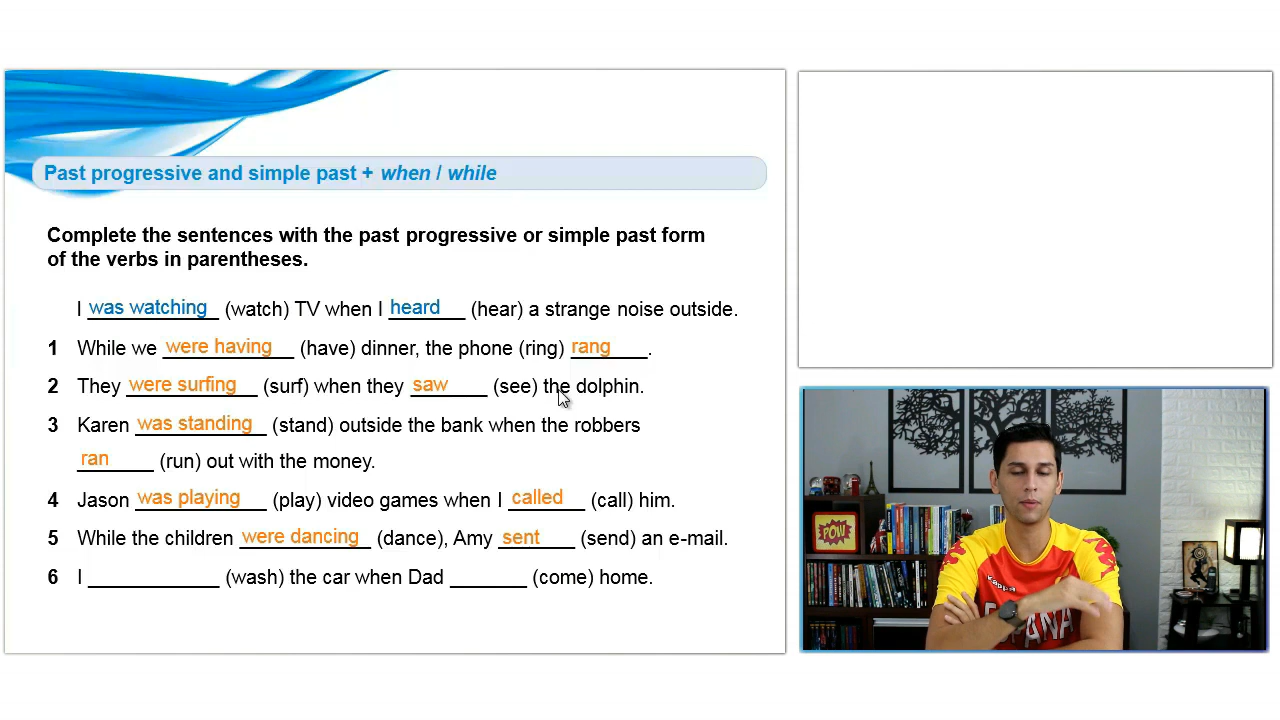 Past progressive and simple past + when / while
Complete the sentences with the past progressive or simple past form
of the verbs in parentheses.
I was watching (watch) TV when I heard (hear) a strange noise outside.
1 While we were having (have) dinner, the phone (ring) rang.
2 They were surfing (surf) when they saw (see) the dolphin.
3 Karen was standing (stand) outside the bank when the robbers
ran (run) out with the money.
4 Jason was playing (play) video games when I called (call) him.
5 While the children were dancing (dance), Amy sent (send) an e-mail.
6 I ____________ (wash) the car when Dad _______ (come) home.
POW
Kappa